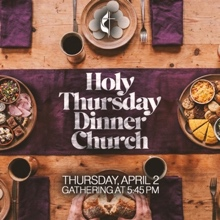 Holy
Thursday
Dinner
Church
THURSDAY, APRIL 2
GATHERING AT 5:45 PM